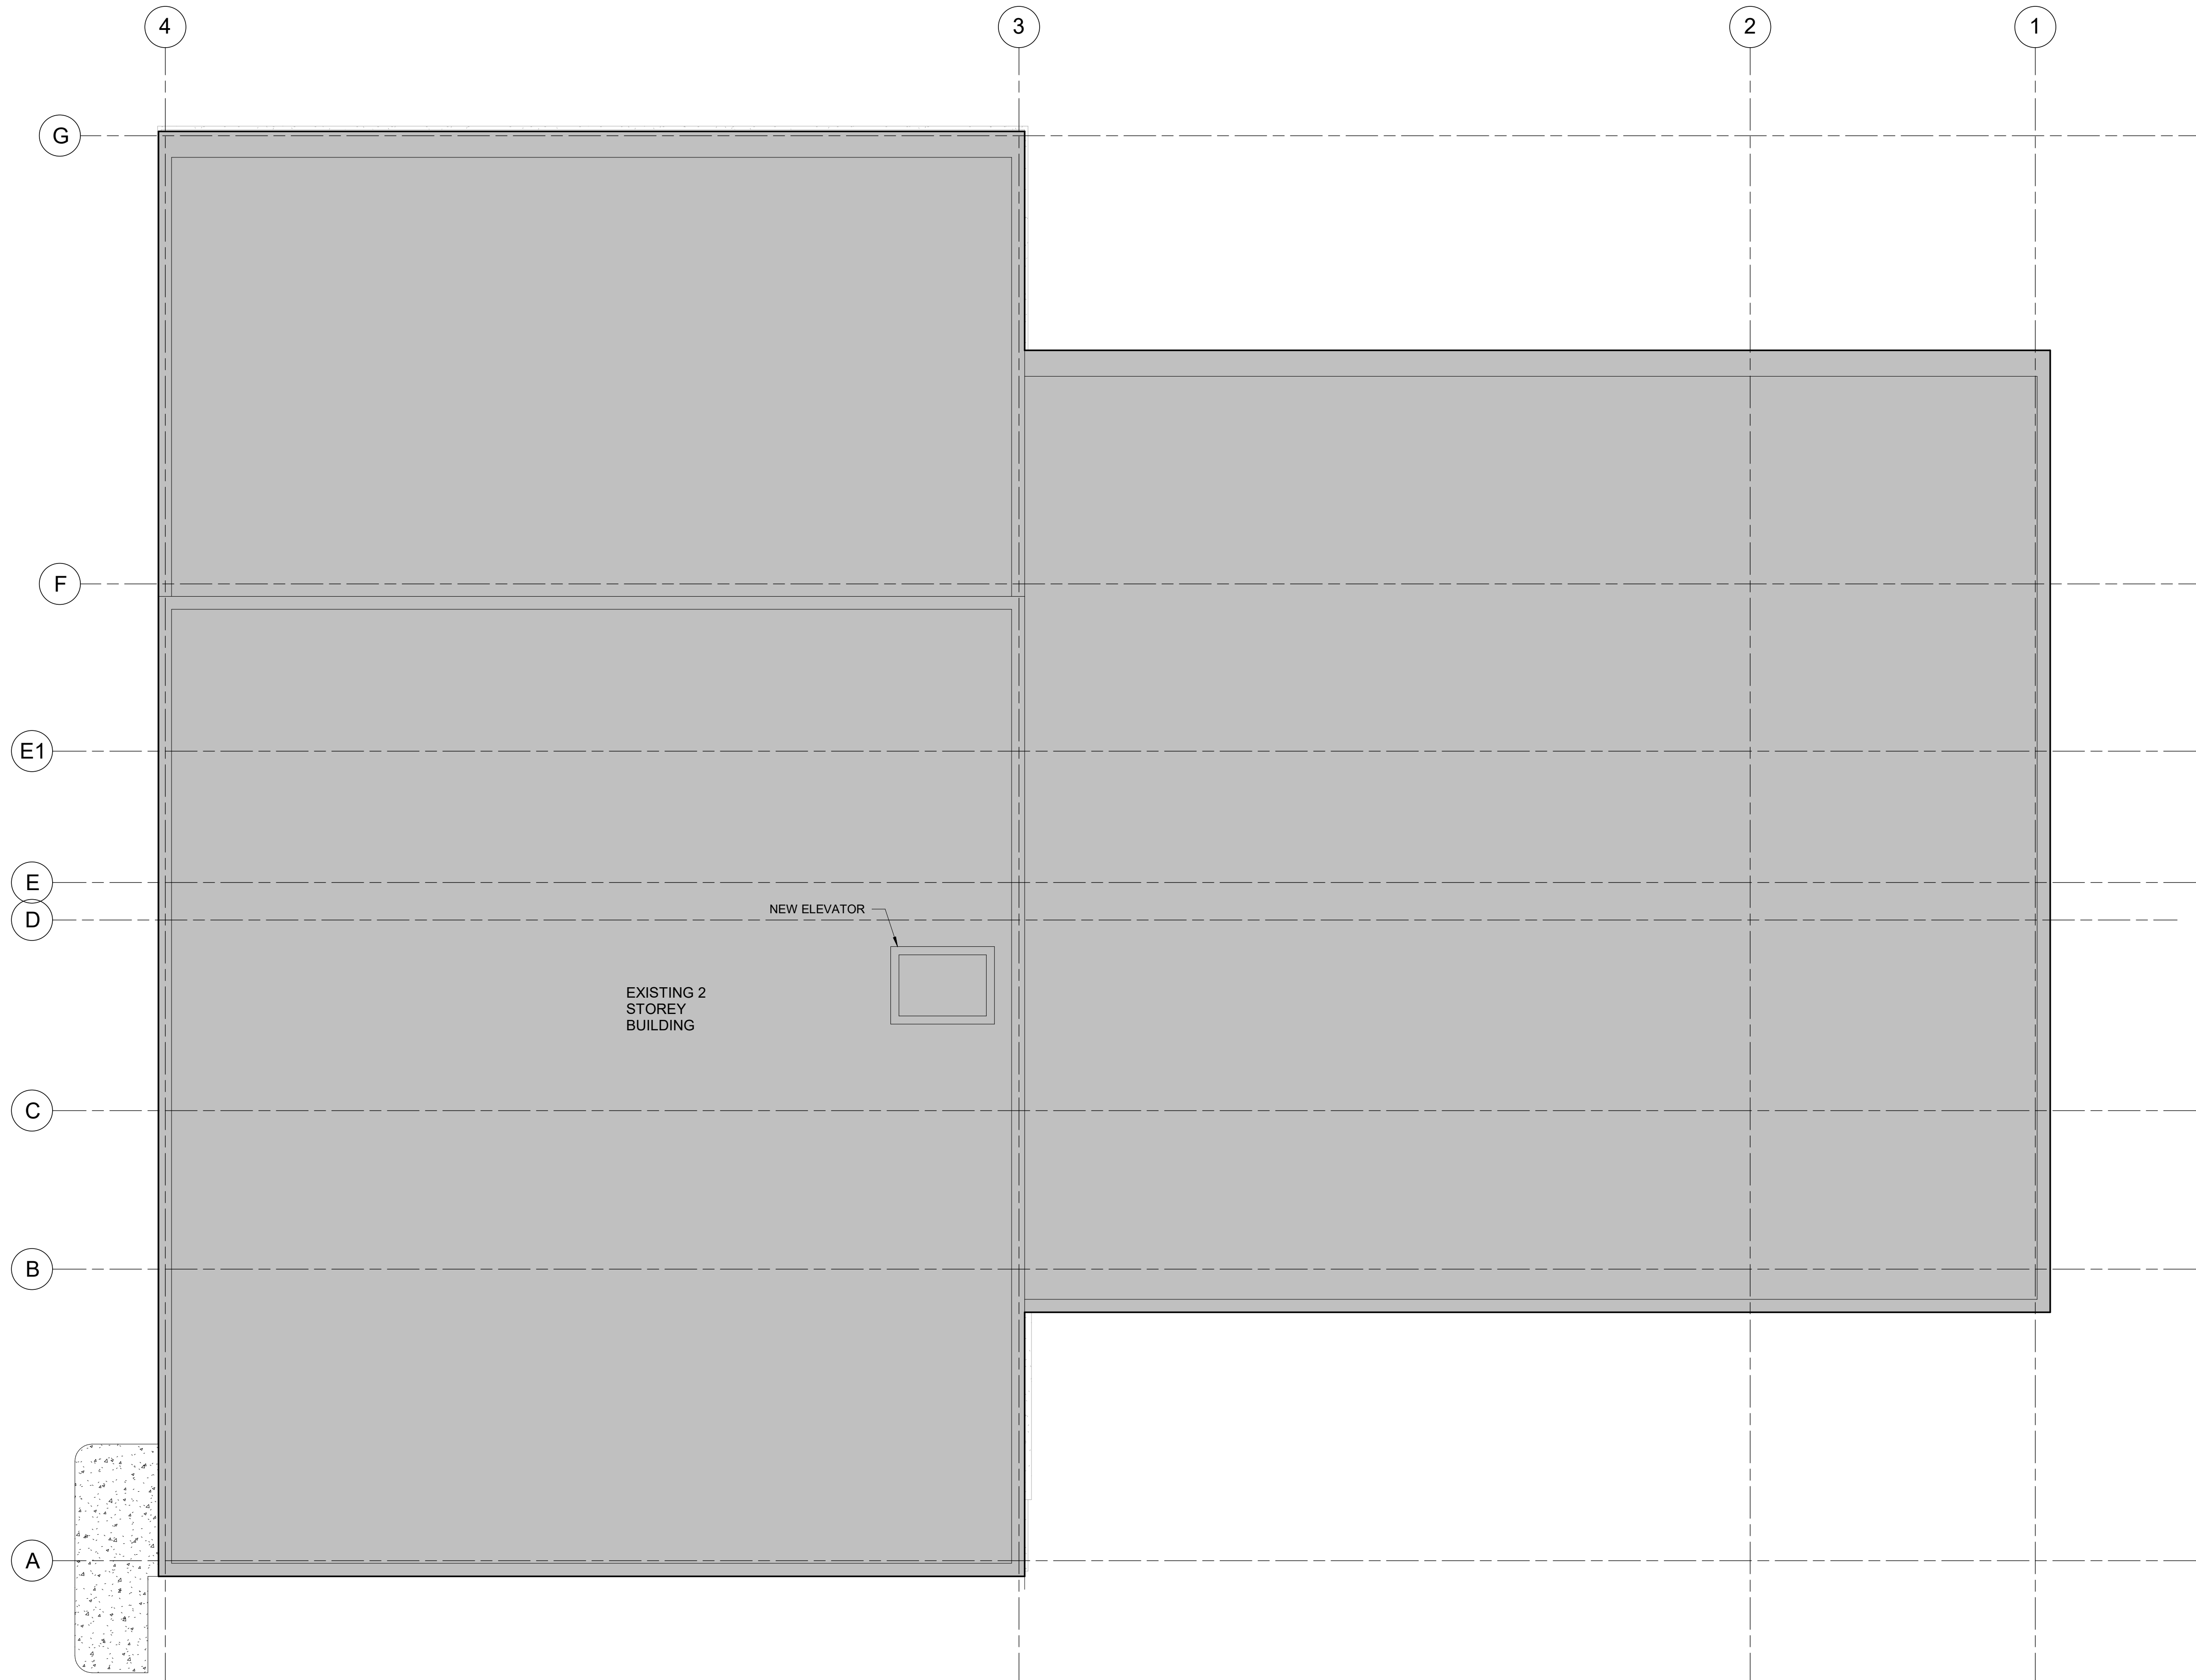 4
3
2
1
G
F
E1
E
D
NEW ELEVATOR
EXISTING 2
STOREY
BUILDING
C
B
A